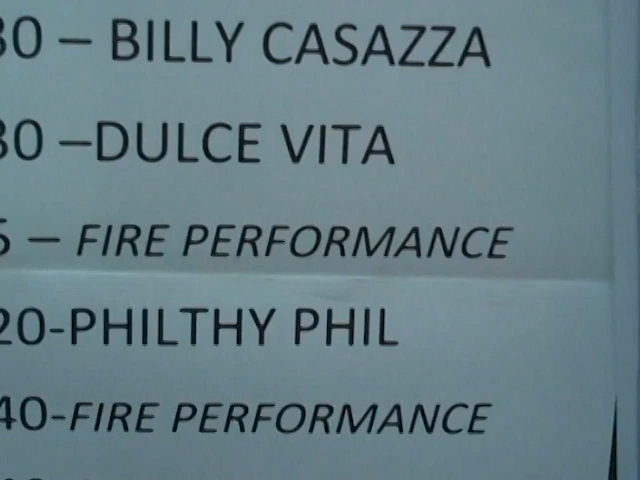 30 – BILLY CASAZZA
30 –DULCE VITA
5 – FIRE PERFORMANCE
20-PHILTHY PHIL
40-FIRE PERFORMANCE